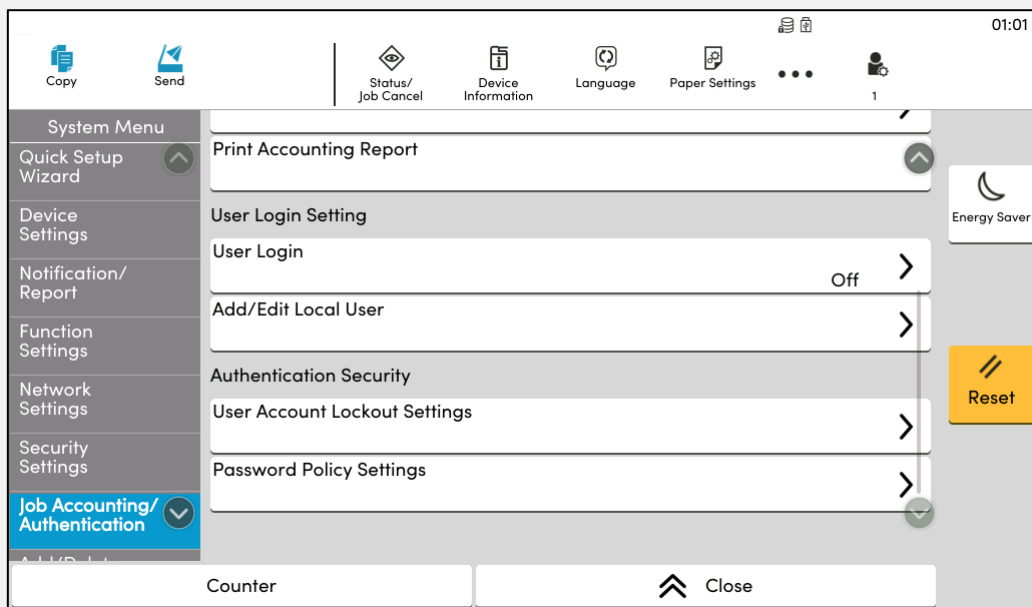 01:01
Copy
Send
Status/
Job Cancel
Device
Information
Language
Paper Settings
1
System Menu
Quick Setup
Wizard
Device
Settings
Notification/
Report
Function
Settings
Network
Settings
Security
Settings
Job Accounting/
Authentication
Print Accounting Report
User Login Setting
User Login
Off
Add/Edit Local User
Authentication Security
User Account Lockout Settings
Password Policy Settings
Energy Saver
Reset
Counter
Close